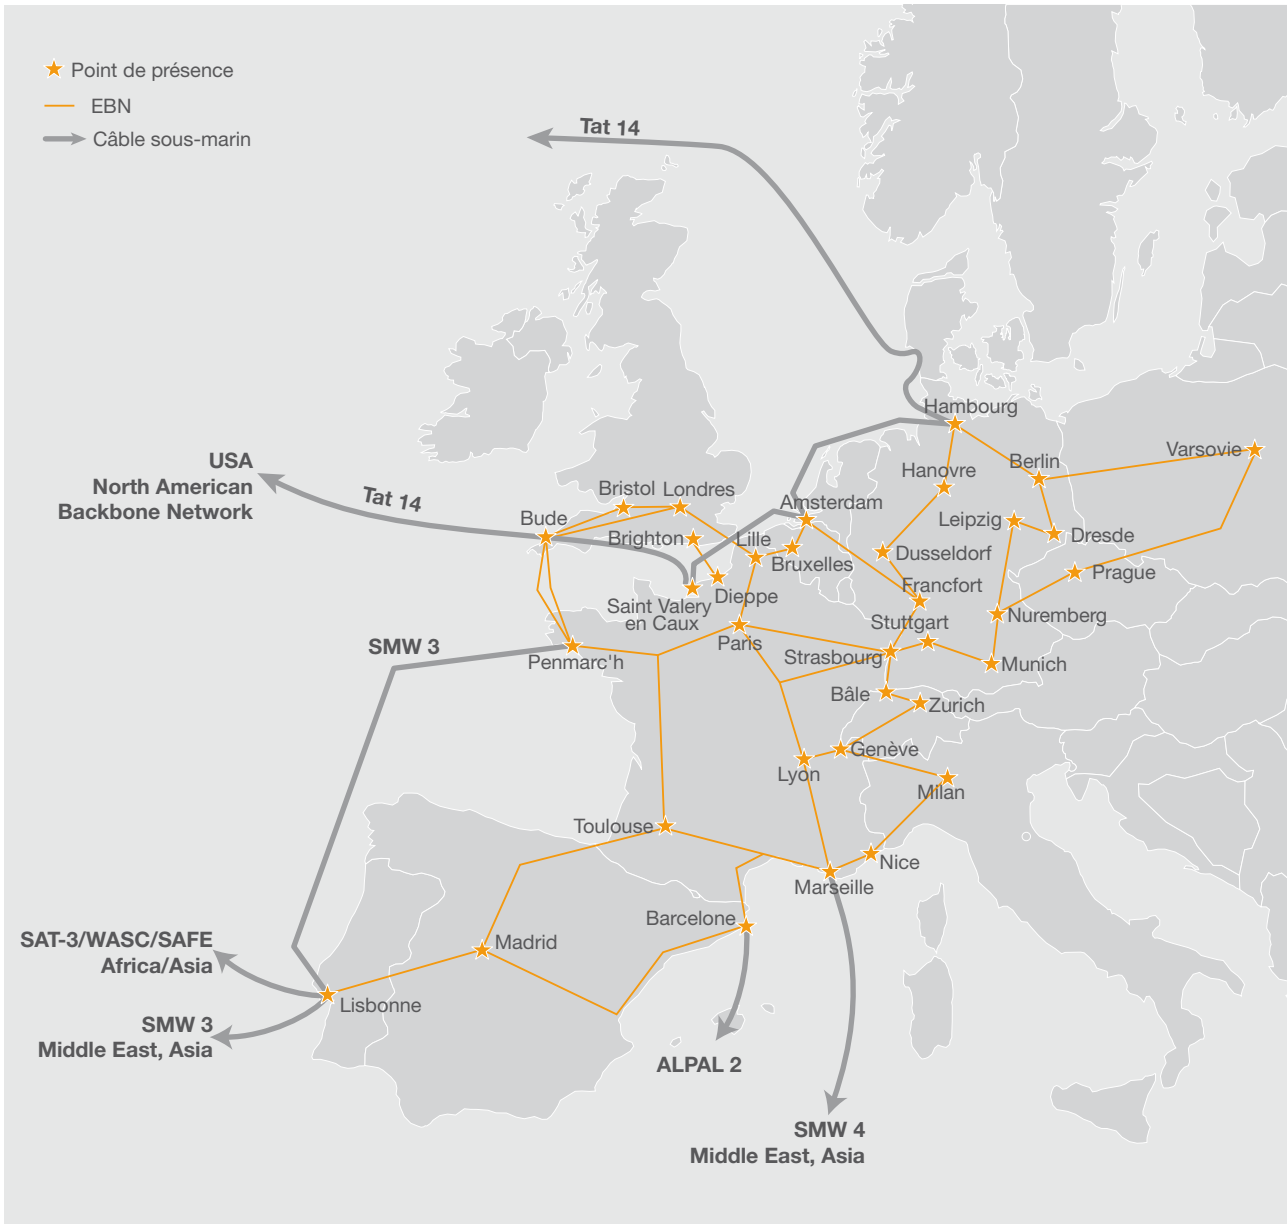 Point de présence
EBN
Câble sous-marin
Tat 14
Hambourg
Varsovie
Berlin
Hanovre
USA
North American
Backbone Network
Tat 14
Bristol
Londres
Amsterdam
Leipzig
Bude
Brighton
Lille
Dresde
Bruxelles
Dusseldorf
Prague
Francfort
Dieppe
Saint Valery
en Caux
Nuremberg
Stuttgart
Paris
SMW 3
Penmarc'h
Strasbourg
Munich
Bâle
Zurich
Genève
Lyon
Milan
Toulouse
Nice
Marseille
Barcelone
SAT-3/WASC/SAFE
Africa/Asia
Madrid
Lisbonne
SMW 3
Middle East, Asia
ALPAL 2
SMW 4
Middle East, Asia